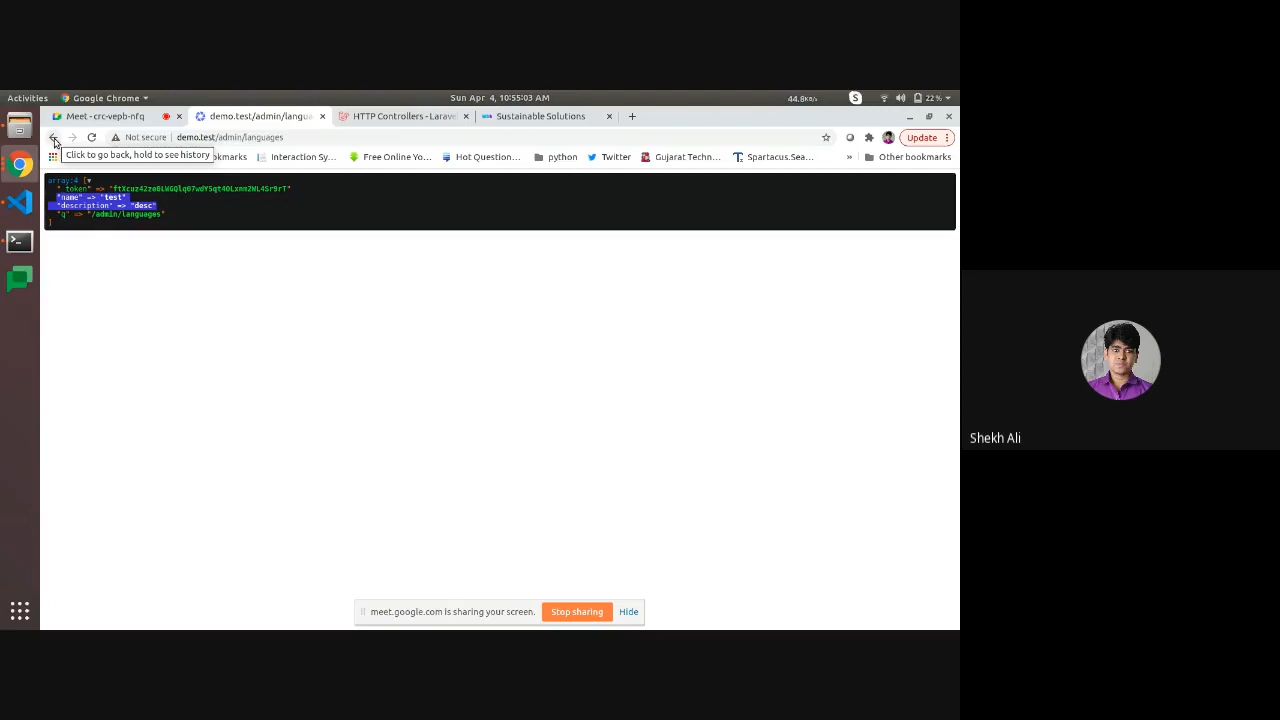 Activities
Google Chrome
Sun Apr 4, 10:55:03 AM
44.8KB/s
22%
Meet - crc-vepb-nfq
demo.test/admin/langua
HTTP Controllers - Laravel
Sustainable Solutions
Not secure
demo.test/admin/languages
Update
Click to go back, hold to see history
okmarks
Interaction Sy...
Free Online Yo...
Hot Question...
python
Twitter
Gujarat Techn...
Spartacus.Sea...
»
Other bookmarks
array:4 [
"name" => "test"
"description" => "desc"
"q" => "/admin/languages"
]
Shekh Ali
meet.google.com is sharing your screen.
Stop sharing
Hide